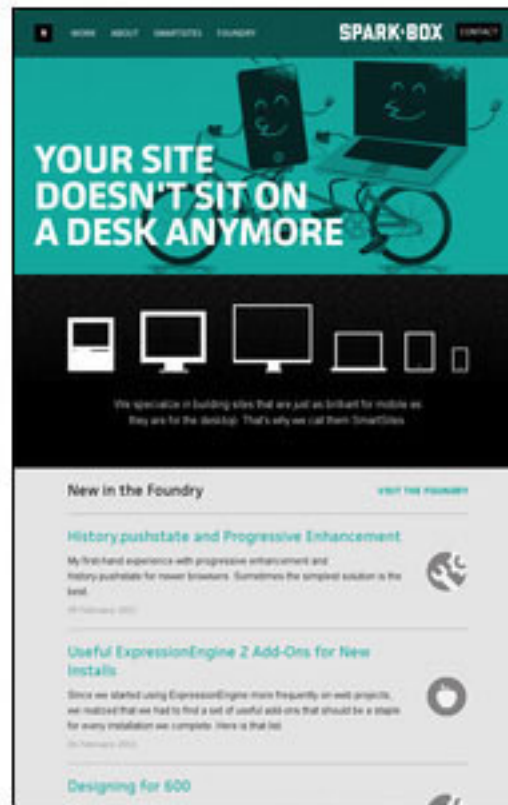 WORK ABOUT SMARTSITES FOUNDRY SPARK·BOX CONTACT
YOUR SITE
DOESN'T SIT ON
A DESK ANYMORE
We specialize in building sites that are just as brilliant for mobile as
they are for the desktop. That's why we call them SmartSites
New in the Foundry VISIT THE FOUNDRY
History.pushstate and Progressive Enhancement
My first-hand experience with progressive enhancement and
history.pushstate for newer browsers. Sometimes the simplest solution is the
best.
Useful ExpressionEngine 2 Add-Ons for New
Installs
Since we started using ExpressionEngine more frequently on web projects,
we realized that we had to find a set of useful add-ons that should be a staple
for every installation we complete. Here is that list.
Designing for 600